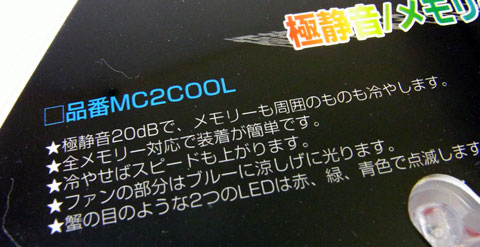 極静音/メモリ
□品番MC2COOL
★極静音20dBで、メモリーも周囲のものも冷やします。
★全メモリー対応で装着が簡単です。
★冷やせばスピードも上がります。
★ファンの部分はブルーに涼しげに光ります。
★蟹の目のような2つのLEDは赤、緑、青色で点滅します